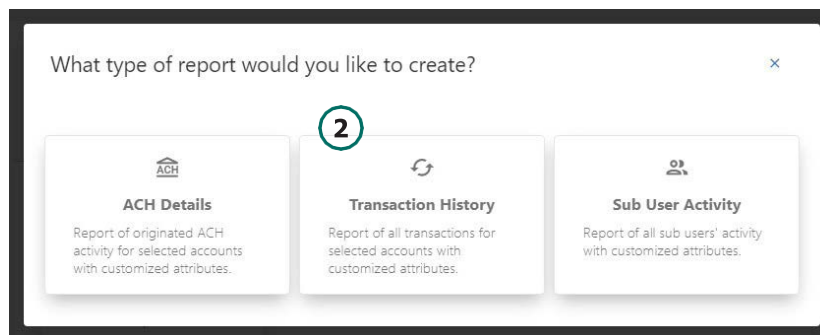 What type of report would you like to create?
×
2
ACH
ACH Details
Report of originated ACH
activity for selected accounts
with customized attributes.
Transaction History
Report of all transactions for
selected accounts with
customized attributes.
Sub User Activity
Report of all sub users' activity
with customized attributes.